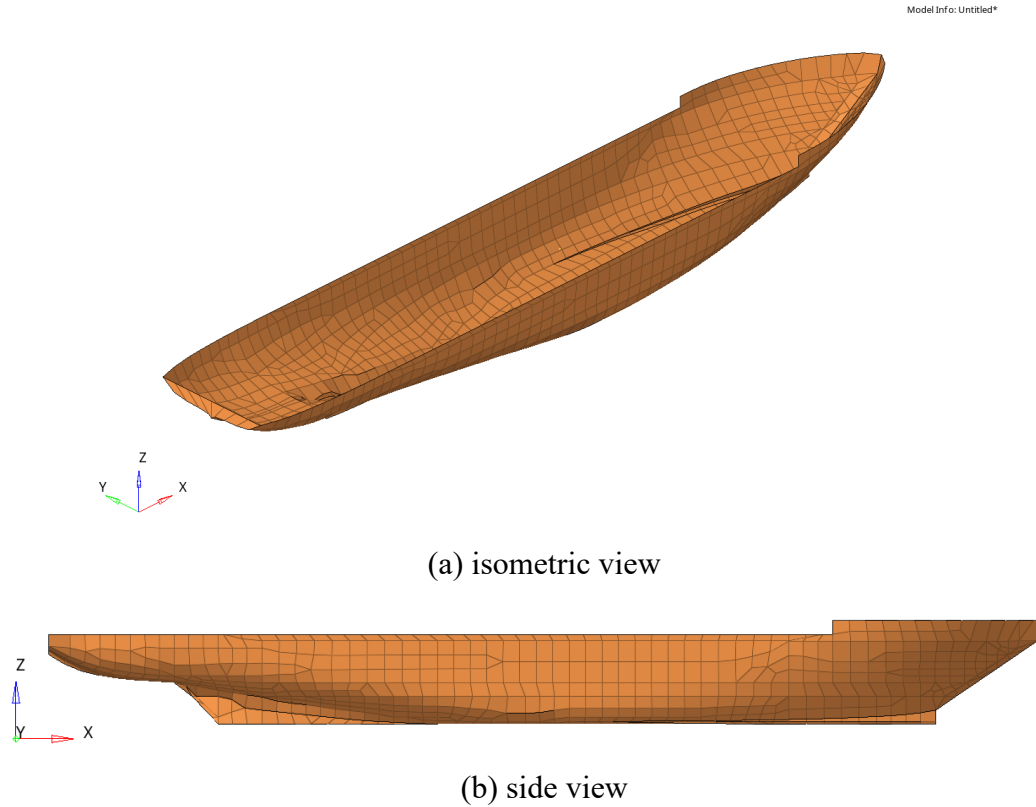 Model Info: Untitled*
Z
Y
X
(a) isometric view
Z
Y
X
(b) side view